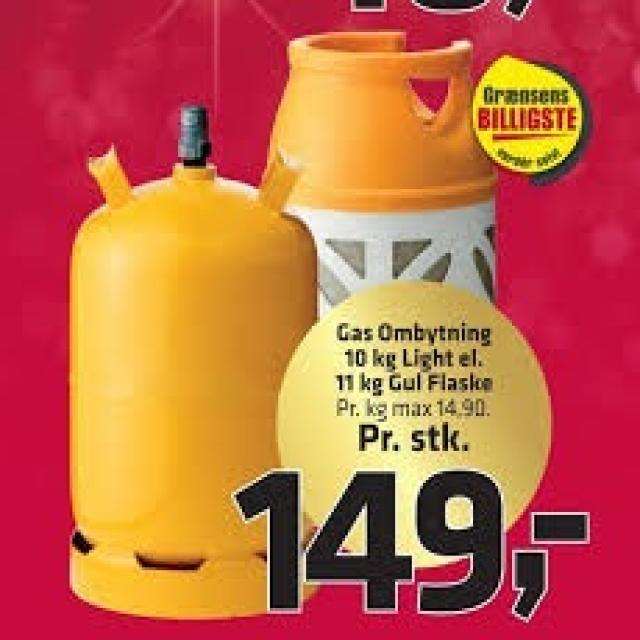 Grænsens
BILLIGSTE
Gas Ombytning
10 kg Light el.
11 kg Gul Flaske
Pr. kg max 14.90.
Pr. stk.
149,-